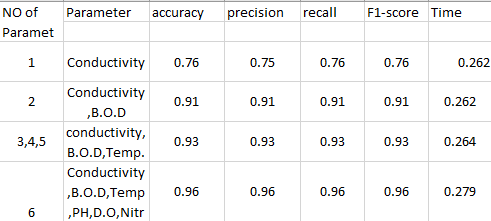 NO of Parameter accuracy precision recall F1-score Time
Paramet
1 Conductivity 0.76 0.75 0.76 0.76 0.262
Conductivity
2 ,B.O.D 0.91 0.91 0.91 0.91 0.262
conductivity,
3,4,5 B.O.D,Temp. 0.93 0.93 0.93 0.93 0.264
Conductivity
,B.O.D,Temp 0.96 0.96 0.96 0.96 0.279
6 ,PH,D.O,Nitr